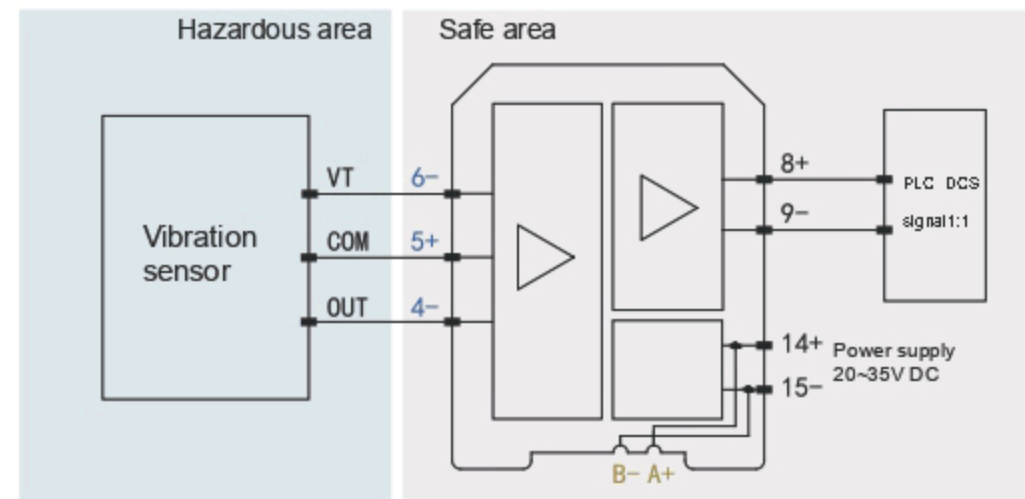 Hazardous area
Safe area
VT
6-
8+
PLC DCS
Vibration
sensor
COM
5+
9-
signal1:1
OUT
4-
14+
Power supply
20~35V DC
15-
B- A+